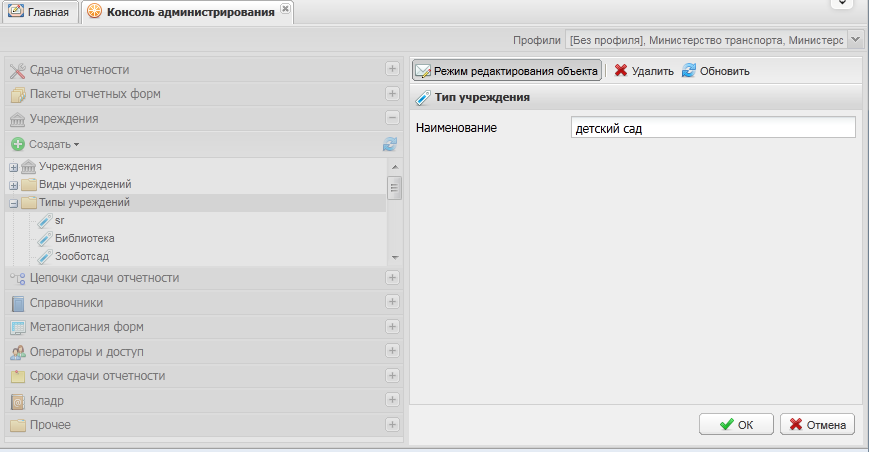 Главная
Консоль администрирования
Профили
[Без профиля], Министерство транспорта, Министерс
Сдача отчетности
Пакеты отчетных форм
Учреждения
Создать
Учреждения
Виды учреждений
Типы учреждений
sr
Библиотека
Зооботсад
Цепочки сдачи отчетности
Справочники
Метаописания форм
Операторы и доступ
Сроки сдачи отчетности
Кладр
Прочее
Режим редактирования объекта
Удалить
Обновить
Тип учреждения
Наименование
детский сад
ОК
Отмена